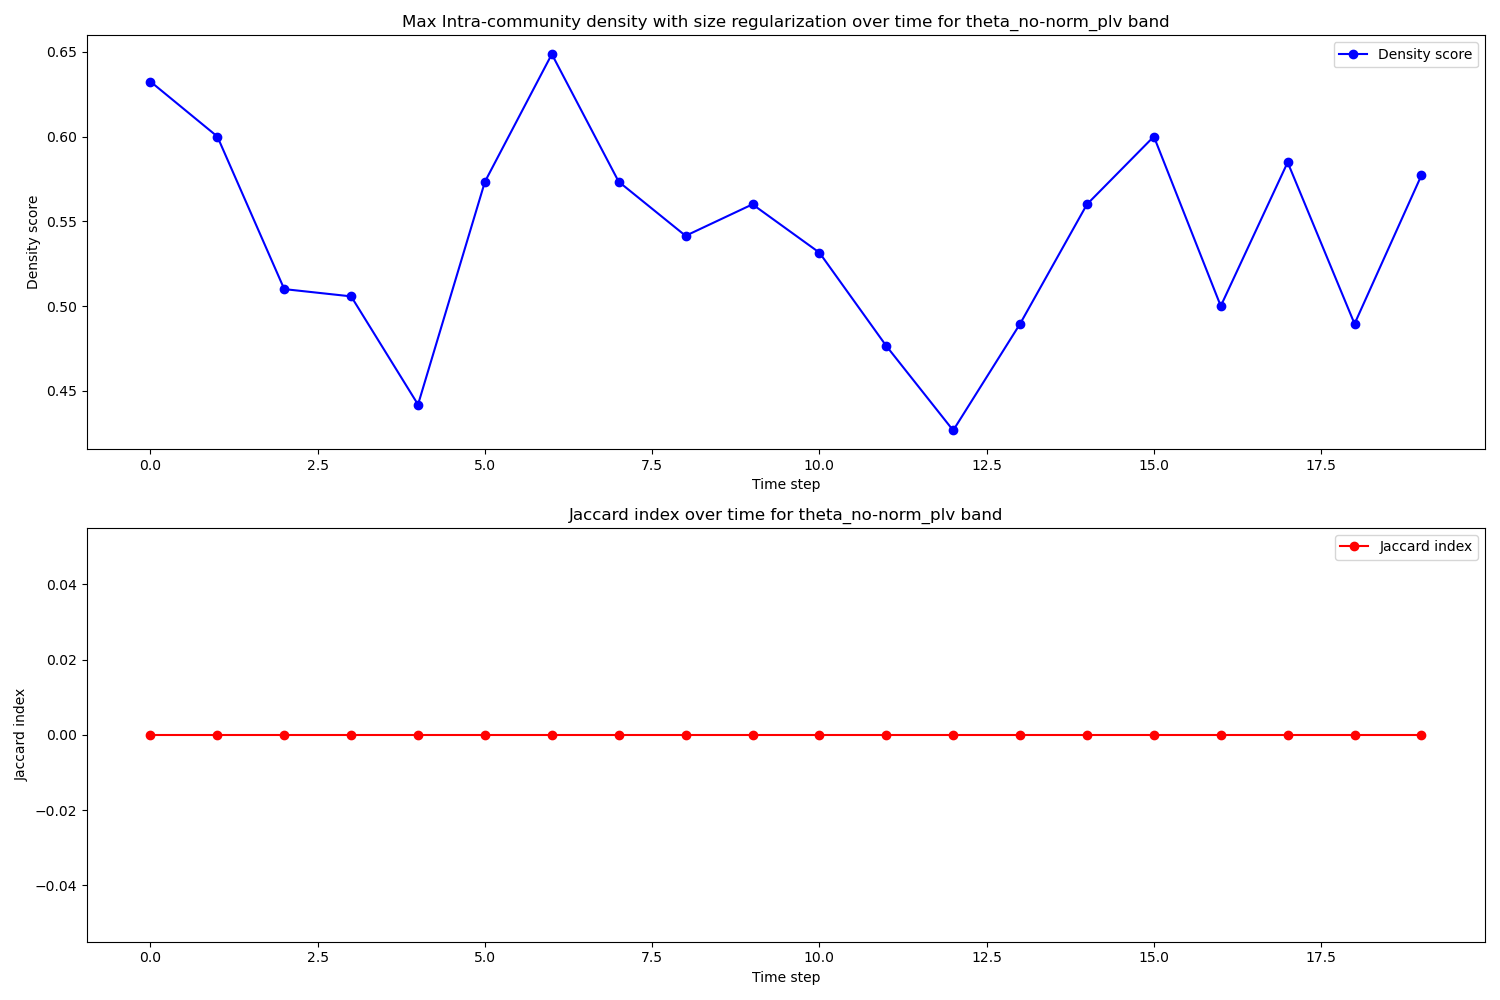 Max Intra-community density with size regularization over time for theta_no-norm_plv band
Density score
0.65
0.60
0.55
0.50
0.45
Density score
0.0 2.5 5.0 7.5 10.0 12.5 15.0 17.5
Time step
Jaccard index over time for theta_no-norm_plv band
Jaccard index
0.04
0.02
0.00
−0.02
−0.04
Jaccard index
0.0 2.5 5.0 7.5 10.0 12.5 15.0 17.5
Time step